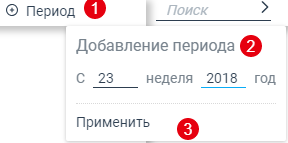 Период 1 Поиск
Добавление периода 2
С 23 неделя 2018 год
Применить 3